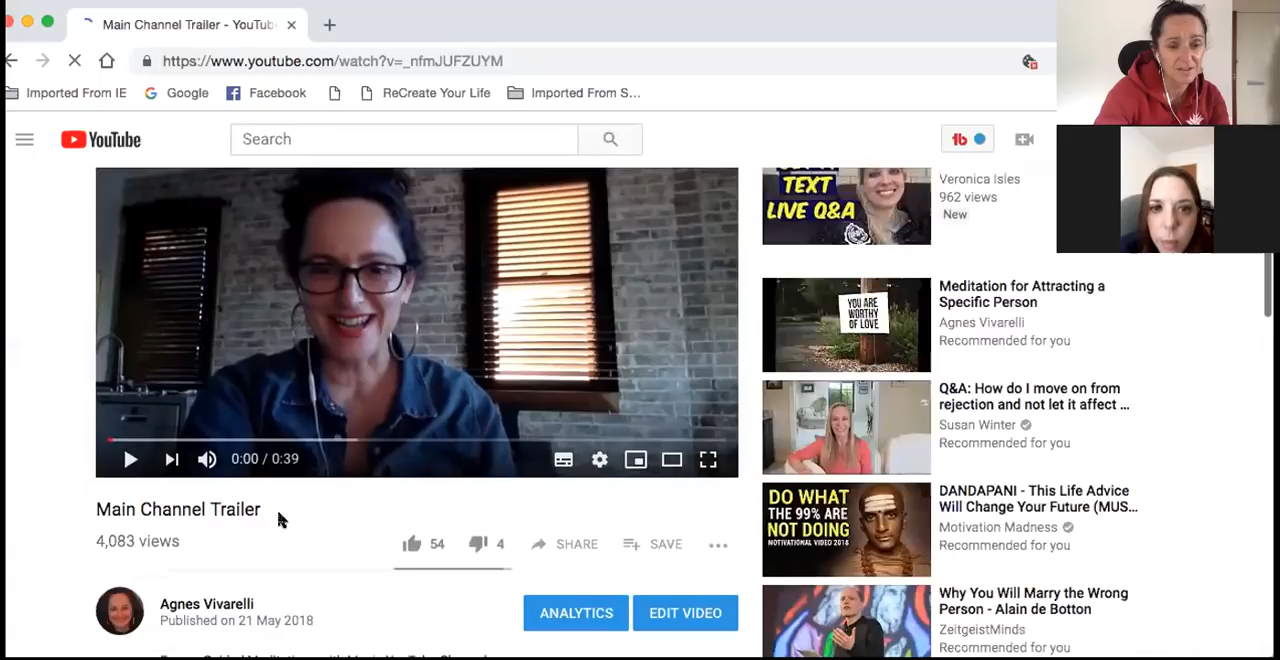 Main Channel Trailer - YouTub
https://www.youtube.com/watch?v=_nfmJUFZUYM
Imported From IE
Google
Facebook
ReCreate Your Life
Imported From S...
YouTube
Search
TEXT
LIVE Q&A
Veronica Isles
962 views
New
YOU ARE
WORTHY
OF LOVE
Meditation for Attracting a
Specific Person
Agnes Vivarelli
Recommended for you
Q&A: How do I move on from
rejection and not let it affect ...
Susan Winter
Recommended for you
DO WHAT
THE 99% ARE
NOT DOING
MOTIVATIONAL VIDEO 2018
DANDAPANI - This Life Advice
Will Change Your Future (MUS...
Motivation Madness
Recommended for you
Why You Will Marry the Wrong
Person - Alain de Botton
ZeitgeistMinds
Recommended for you
0:00 / 0:39
Main Channel Trailer
4,083 views
54
4
SHARE
SAVE
Agnes Vivarelli
Published on 21 May 2018
ANALYTICS
EDIT VIDEO